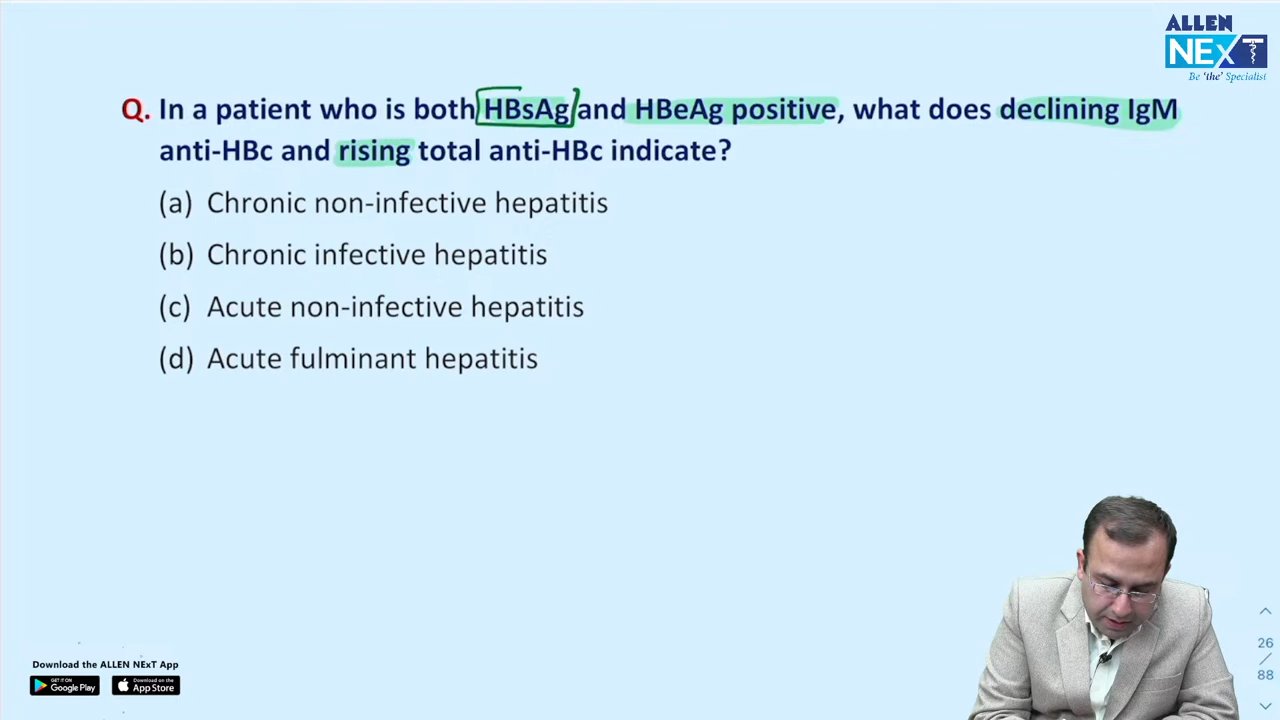 ALLEN
NExT
Be 'the' Specialist
Q. In a patient who is both HBsAg and HBeAg positive, what does declining IgM
anti-HBc and rising total anti-HBc indicate?
(a) Chronic non-infective hepatitis
(b) Chronic infective hepatitis
(c) Acute non-infective hepatitis
(d) Acute fulminant hepatitis
26
/
88
Download the ALLEN NExT App
GET IT ON
Google Play
Download on the
App Store